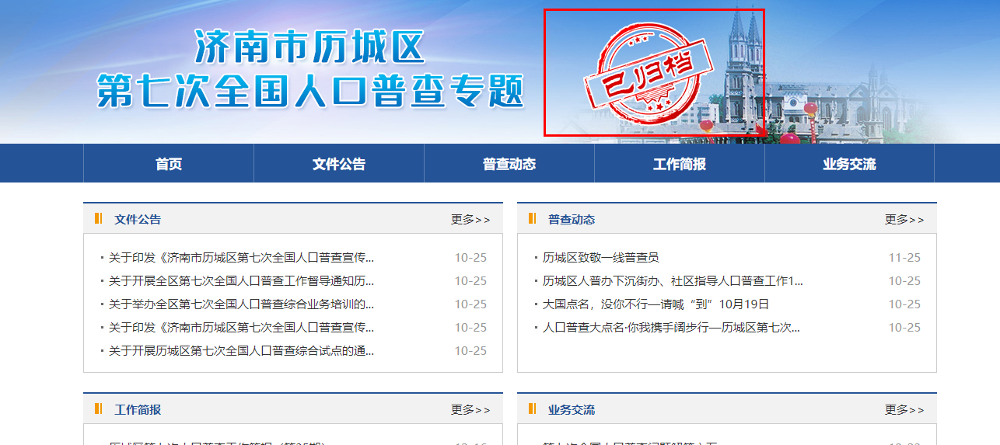 济南市历城区
第七次全国人口普查专题
已归档
首页 文件公告 普查动态 工作简报 业务交流
文件公告 更多>>
· 关于印发《济南市历城区第七次全国人口普查宣传... 10-25
· 关于开展全区第七次全国人口普查工作督导通知历... 10-25
· 关于举办全区第七次全国人口普查综合业务培训的... 10-25
· 关于印发《济南市历城区第七次全国人口普查宣传... 10-25
· 关于开展历城区第七次全国人口普查综合试点的通... 10-25
普查动态 更多>>
· 历城区致敬一线普查员 11-25
· 历城区人普办下沉街办、社区指导人口普查工作1... 10-25
· 大国点名，没你不行—请喊“到”10月19日 10-25
· 人口普查大点名·你我携手阔步行—历城区第七次... 10-25
工作简报 更多>>
业务交流 更多>>